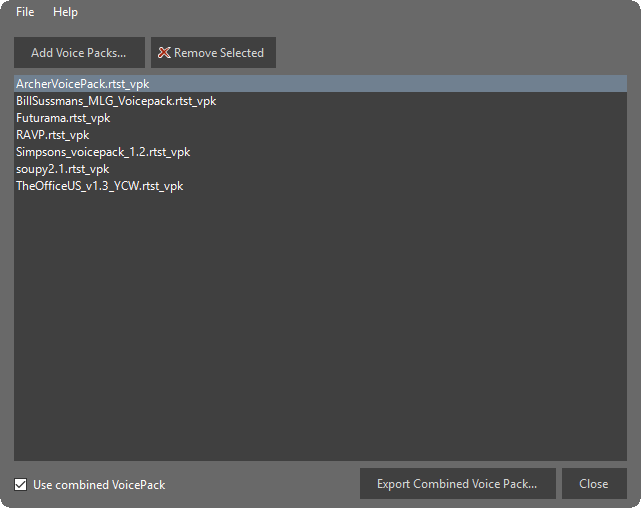 File Help
Add Voice Packs... Remove Selected
ArcherVoicePack.rtst_vpk
BillSussmans_MLG_Voicepack.rtst_vpk
Futurama.rtst_vpk
RAVP.rtst_vpk
Simpsons_voicepack_1.2.rtst_vpk
soupy2.1.rtst_vpk
TheOfficeUS_v1.3_YCW.rtst_vpk
Use combined VoicePack Export Combined Voice Pack... Close